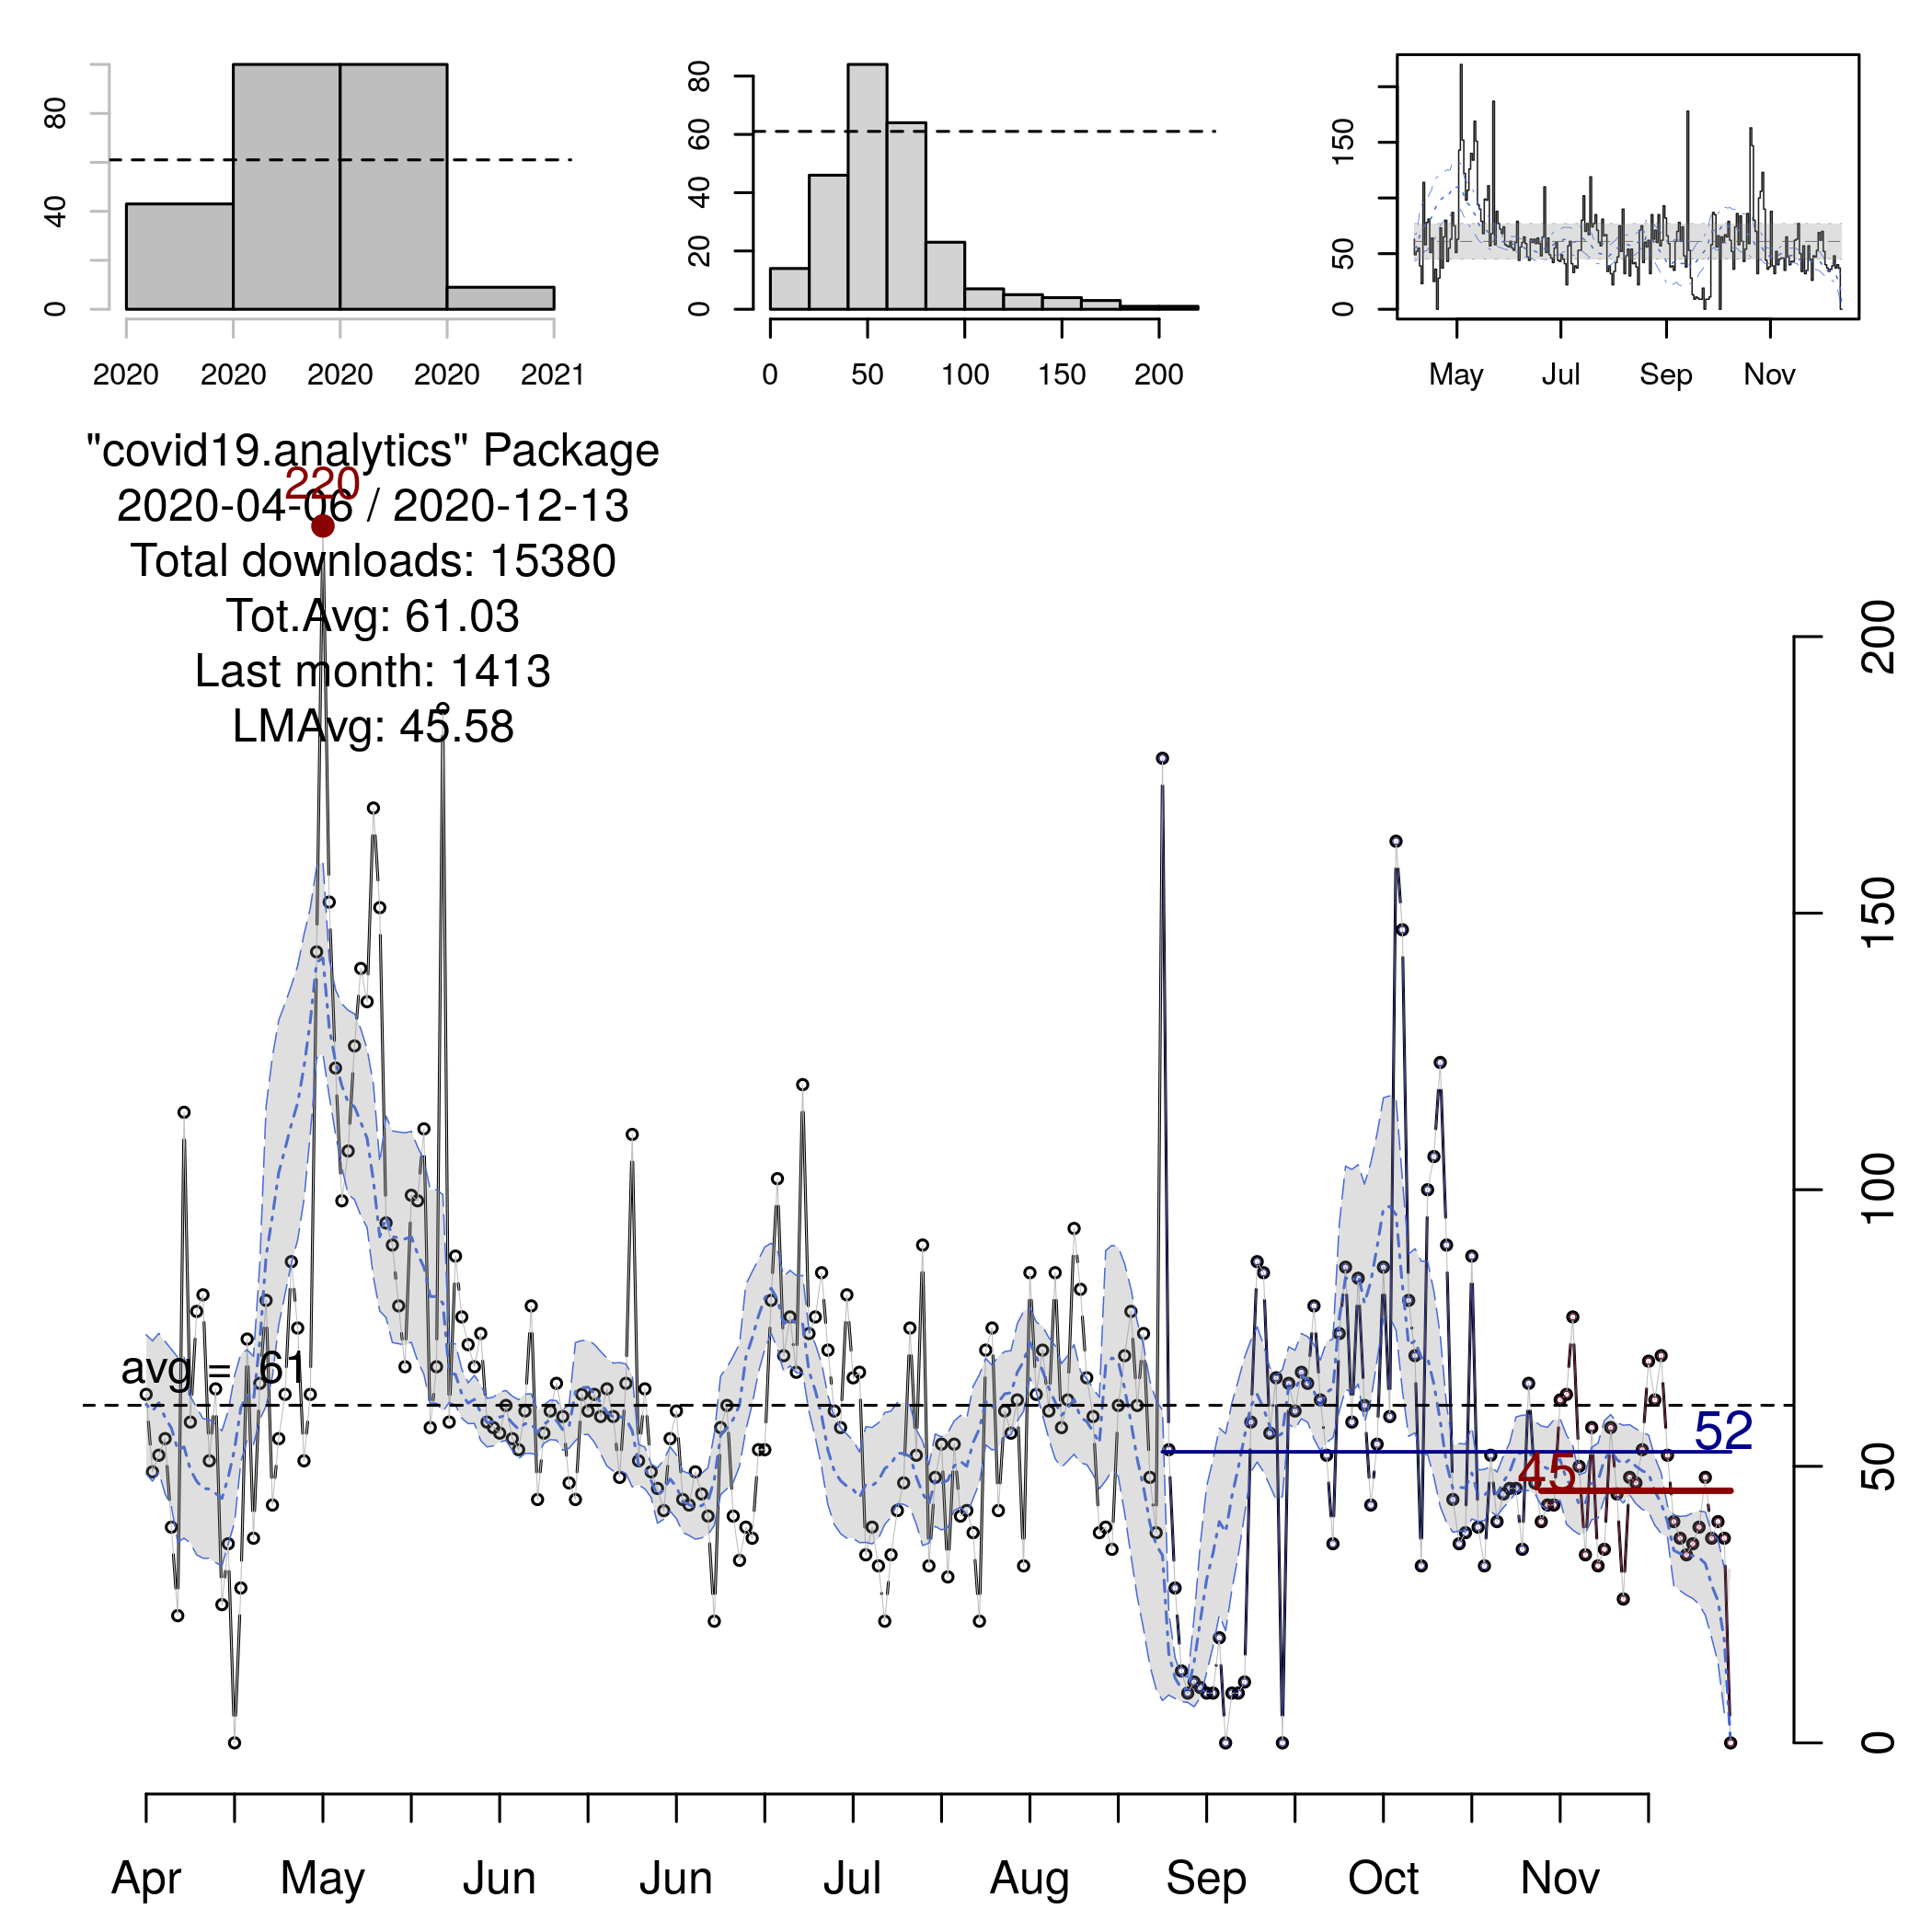 80
40
0
2020 2020 2020 2020 2021
80
60
40
20
0
0 50 100 150 200
150
50
0
May Jul Sep Nov
"covid19.analytics" Package
220
2020-04-06 / 2020-12-13
Total downloads: 15380
Tot.Avg: 61.03
Last month: 1413
LMAvg: 45.58
200
150
100
50
0
avg = 61
52
45
Apr May Jun Jun Jul Aug Sep Oct Nov